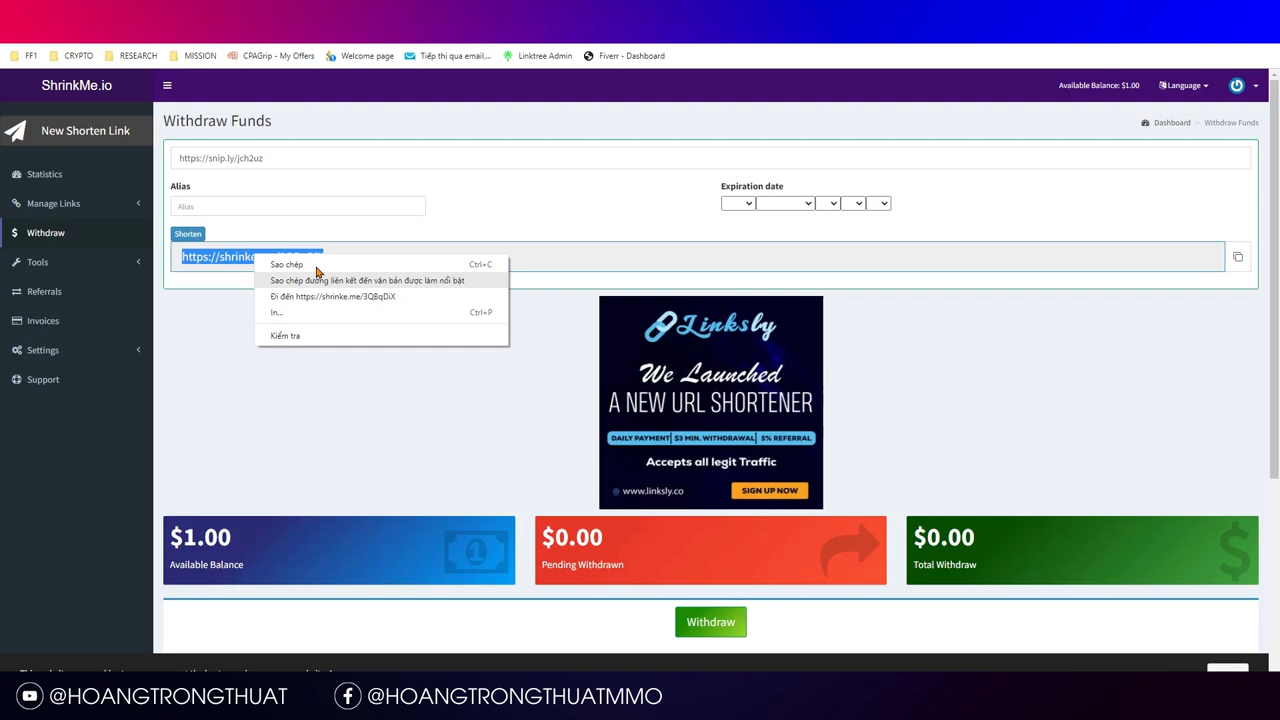 FF1 CRYPTO RESEARCH MISSION CPAGrip - My Offers Welcome page Tiếp thị qua email,... Linktree Admin Fiverr - Dashboard
ShrinkMe.io Available Balance: $1.00 Language
New Shorten Link
Statistics
Manage Links
Withdraw
Tools
Referrals
Invoices
Settings
Support
Withdraw Funds
Dashboard Withdraw Funds
https://snip.ly/jch2uz
Alias Expiration date
Alias
Shorten
https://shrinke
Sao chép Ctrl+C
Sao chép đường liên kết đến văn bản được làm nổi bật
Đi đến https://shrinke.me/3QBqDiX
In... Ctrl+P
Kiểm tra
Linksly
We Launched
A NEW URL SHORTENER
DAILY PAYMENT| $3 MIN. WITHDRAWAL| 5% REFERRAL
Accepts all legit Traffic
www.linksly.co SIGN UP NOW
$1.00
Available Balance
$0.00
Pending Withdrawn
$0.00
Total Withdraw
Withdraw
@HOANGTRONGTHUAT @HOANGTRONGTHUATMMO